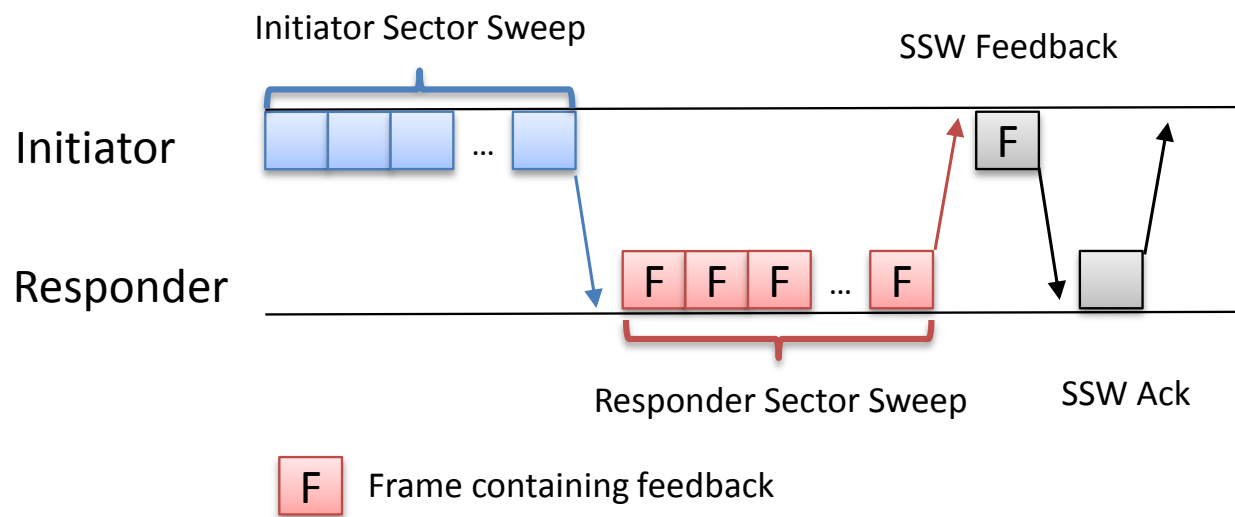 Initiator Sector Sweep
SSW Feedback
Initiator
...
F
Responder
F F F ... F
Responder Sector Sweep
SSW Ack
F Frame containing feedback